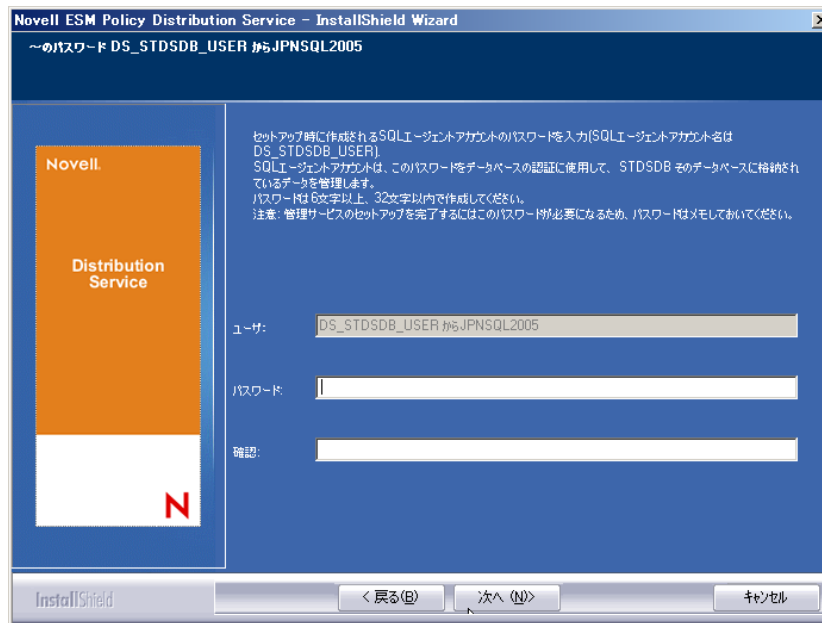 Novell ESM Policy Distribution Service - InstallShield Wizard
～のパスワード DS_STDSDB_USER からJPNSQL2005
セットアップ時に作成されるSQLエージェントアカウントのパスワードを入力(SQLエージェントアカウント名は
DS_STDSDB_USER).
SQLエージェントアカウントは、このパスワードをデータベースの認証に使用して、STDSDB そのデータベースに格納され
ているデータを管理します。
パスワードは6文字以上、32文字以内で作成してください。
注意: 管理サービスのセットアップを完了するにはこのパスワードが必要になるため、パスワードはメモしておいてください。
Novell.
Distribution
Service
ユーザ:
DS_STDSDB_USER からJPNSQL2005
パスワード:
確認:
N
InstallShield
< 戻る(B)
次へ (N)>
キャンセル